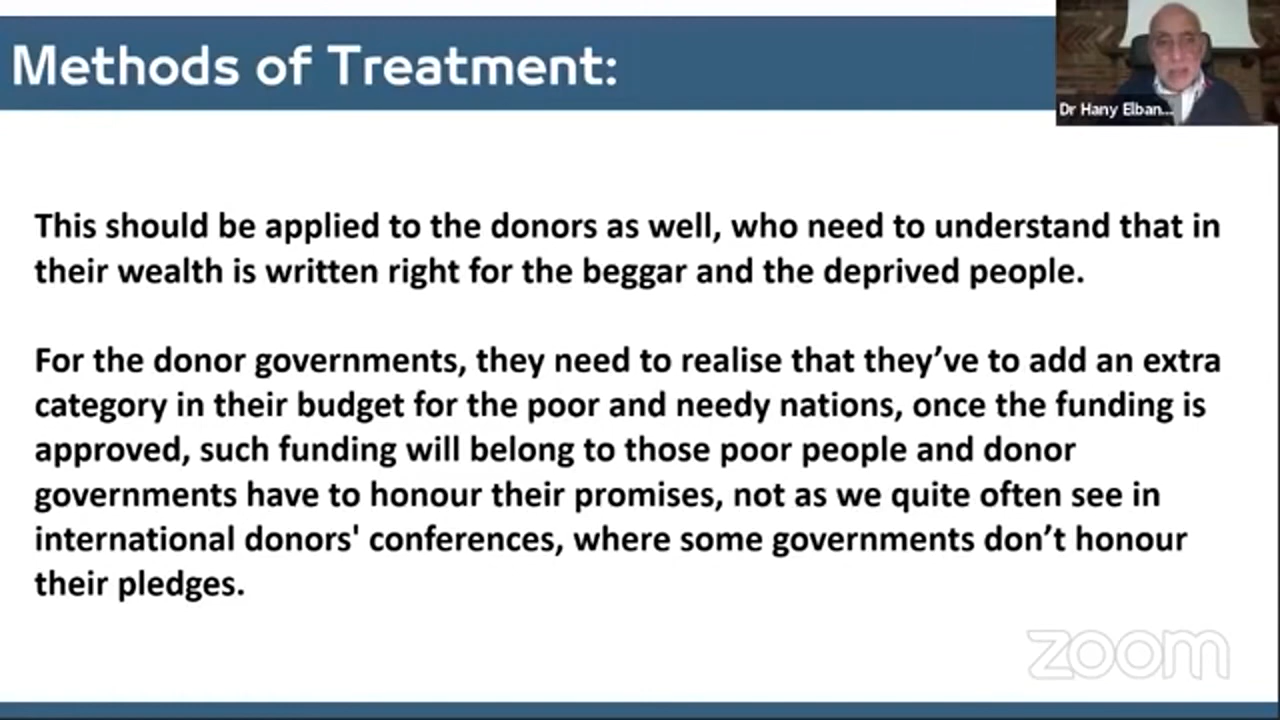 Methods of Treatment:
Dr Hany Elban...
This should be applied to the donors as well, who need to understand that in
their wealth is written right for the beggar and the deprived people.
For the donor governments, they need to realise that they’ve to add an extra
category in their budget for the poor and needy nations, once the funding is
approved, such funding will belong to those poor people and donor
governments have to honour their promises, not as we quite often see in
international donors' conferences, where some governments don’t honour
their pledges.
zoom